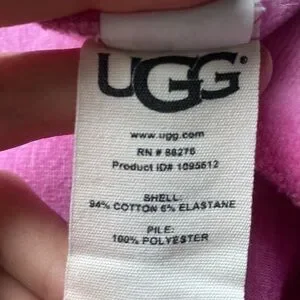 UGG®
www.ugg.com
RN # 88276
Product ID# 1095612
SHELL:
94% COTTON 6% ELASTANE
PILE:
100% POLYESTER